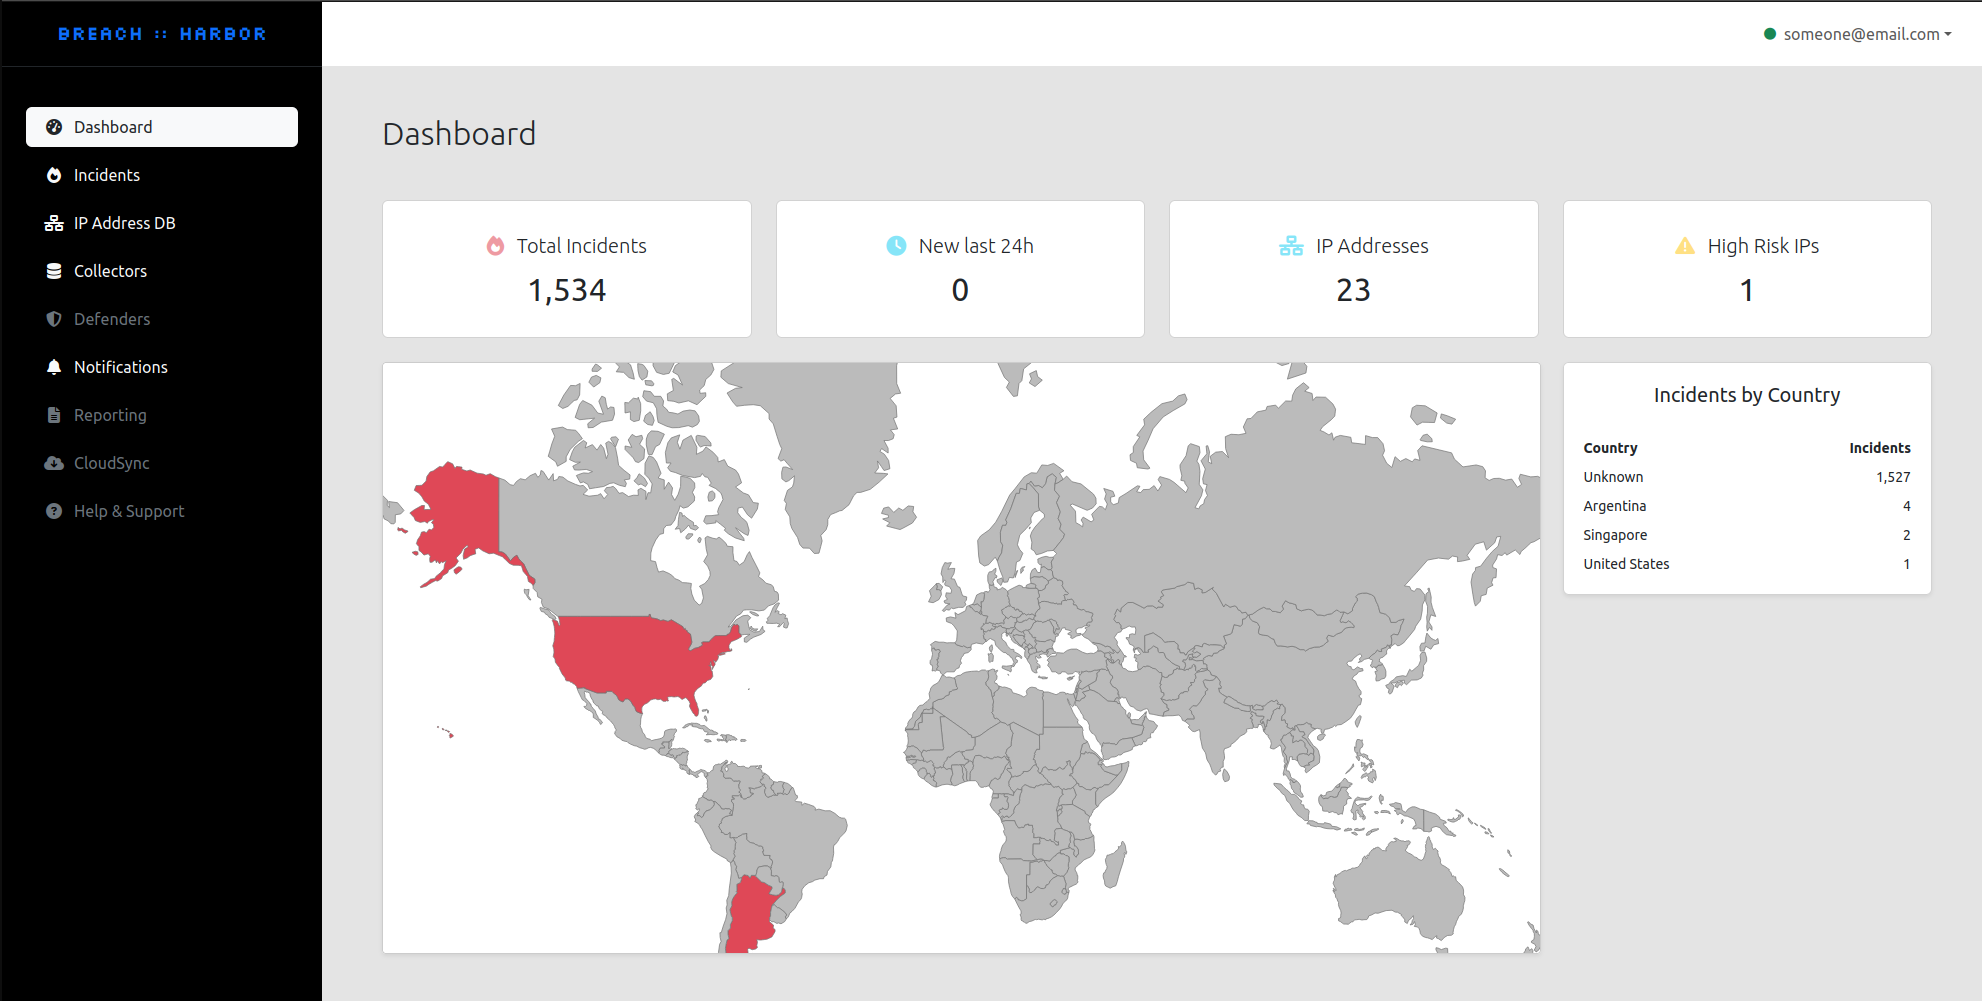 BREACH :: HARBOR
someone@email.com
Dashboard
Incidents
IP Address DB
Collectors
Defenders
Notifications
Reporting
CloudSync
Help & Support
Dashboard
Total Incidents
1,534
New last 24h
0
IP Addresses
23
High Risk IPs
1
Incidents by Country
Country Incidents
Unknown 1,527
Argentina 4
Singapore 2
United States 1